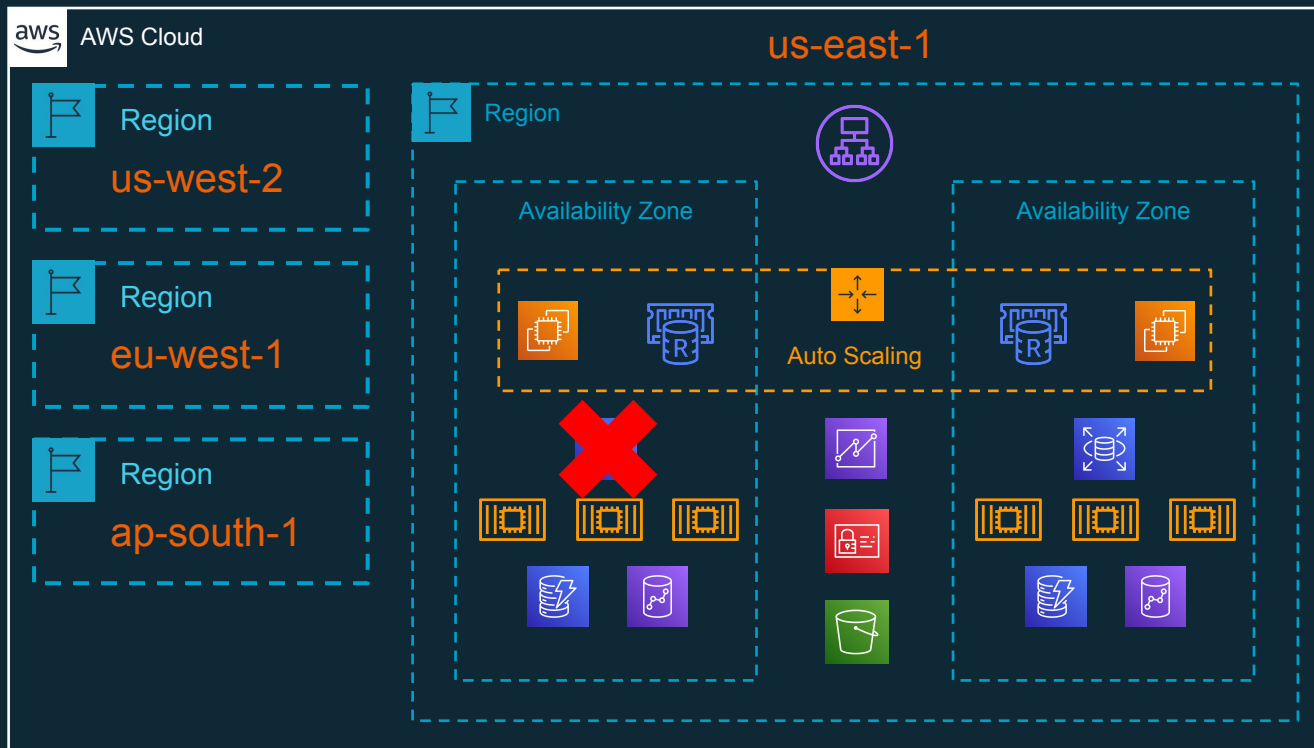 aws
AWS Cloud
us-east-1
Region
us-west-2
Region
eu-west-1
Region
ap-south-1
Region
Availability Zone
Availability Zone
R
Auto Scaling
R